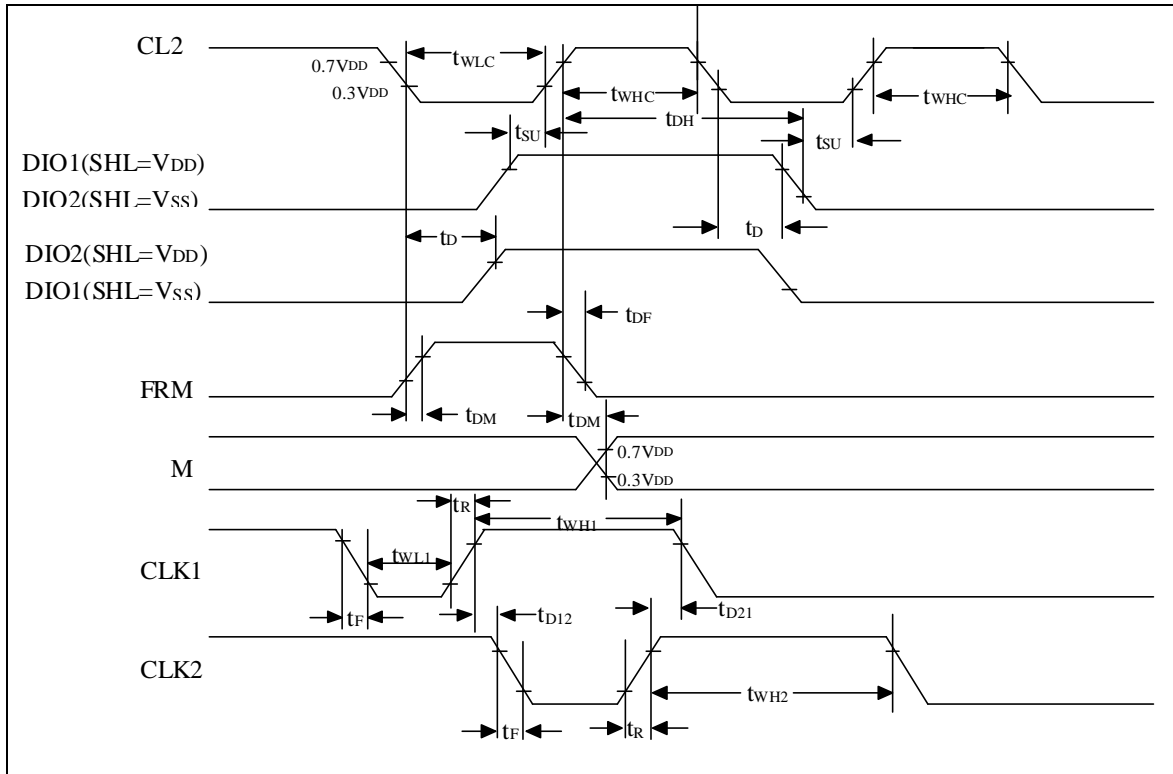 CL2
0.7VDD
0.3VDD
tWLC
tWHC
tWHC
tDH
tSU
tSU
DIO1(SHL=VDD)
DIO2(SHL=VSS)
tD
tD
DIO2(SHL=VDD)
DIO1(SHL=VSS)
tDF
FRM
tDM
tDM
M
0.7VDD
0.3VDD
tR
tWH1
CLK1
tWL1
tF
tD12
tD21
CLK2
tWH2
tF
tR